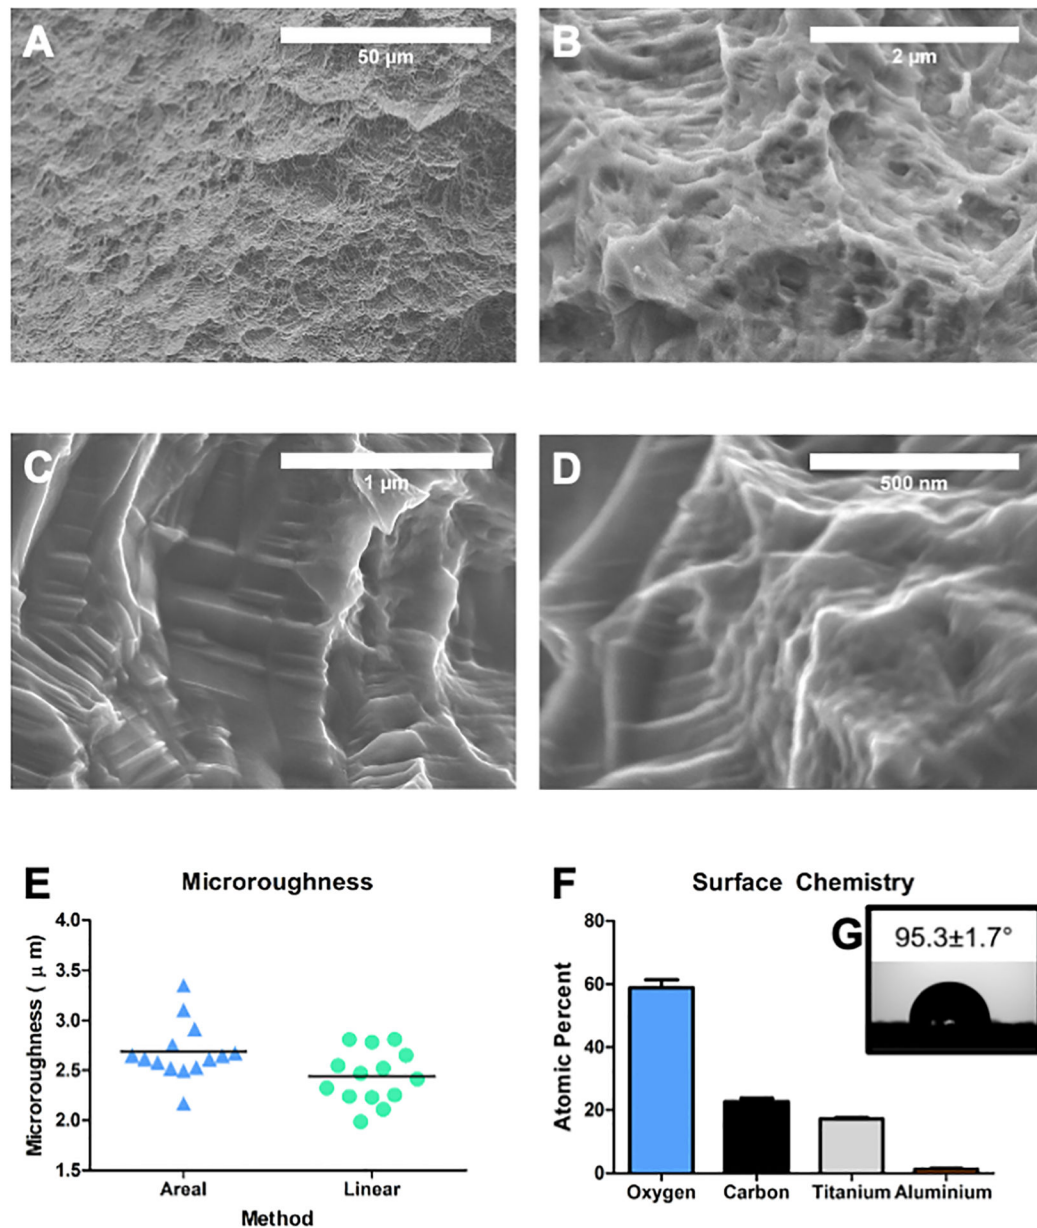 A
50 µm
B
2 µm
C
1 µm
D
500 nm
E
Microroughness
Microroughness ( µ m)
4.0
3.5
3.0
2.5
2.0
1.5
Areal
Linear
Method
F
Surface Chemistry
Atomic Percent
80
60
40
20
0
Oxygen
Carbon
Titanium
Aluminium
G
95.3±1.7°